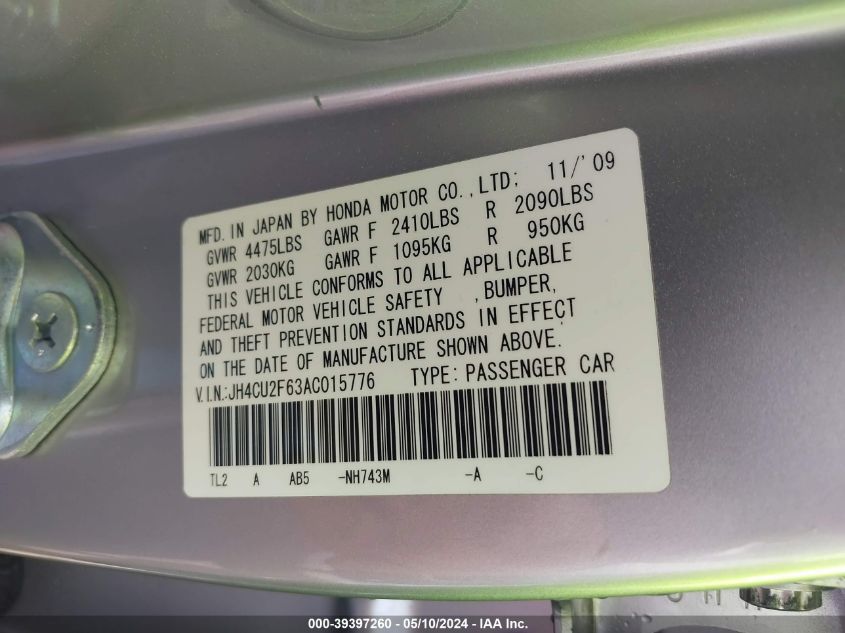 MFD. IN JAPAN BY HONDA MOTOR CO.,LTD; 11/'09
GVWR 4475LBS GAWR F 2410LBS R 2090LBS
GVWR 2030KG GAWR F 1095KG R 950KG
THIS VEHICLE CONFORMS TO ALL APPLICABLE
FEDERAL MOTOR VEHICLE SAFETY ,BUMPER,
AND THEFT PREVENTION STANDARDS IN EFFECT
ON THE DATE OF MANUFACTURE SHOWN ABOVE.
V.I.N.:JH4CU2F63AC015776 TYPE: PASSENGER CAR
TL2 A AB5 -NH743M -A -C
000-39397260 - 05/10/2024 - IAA Inc.